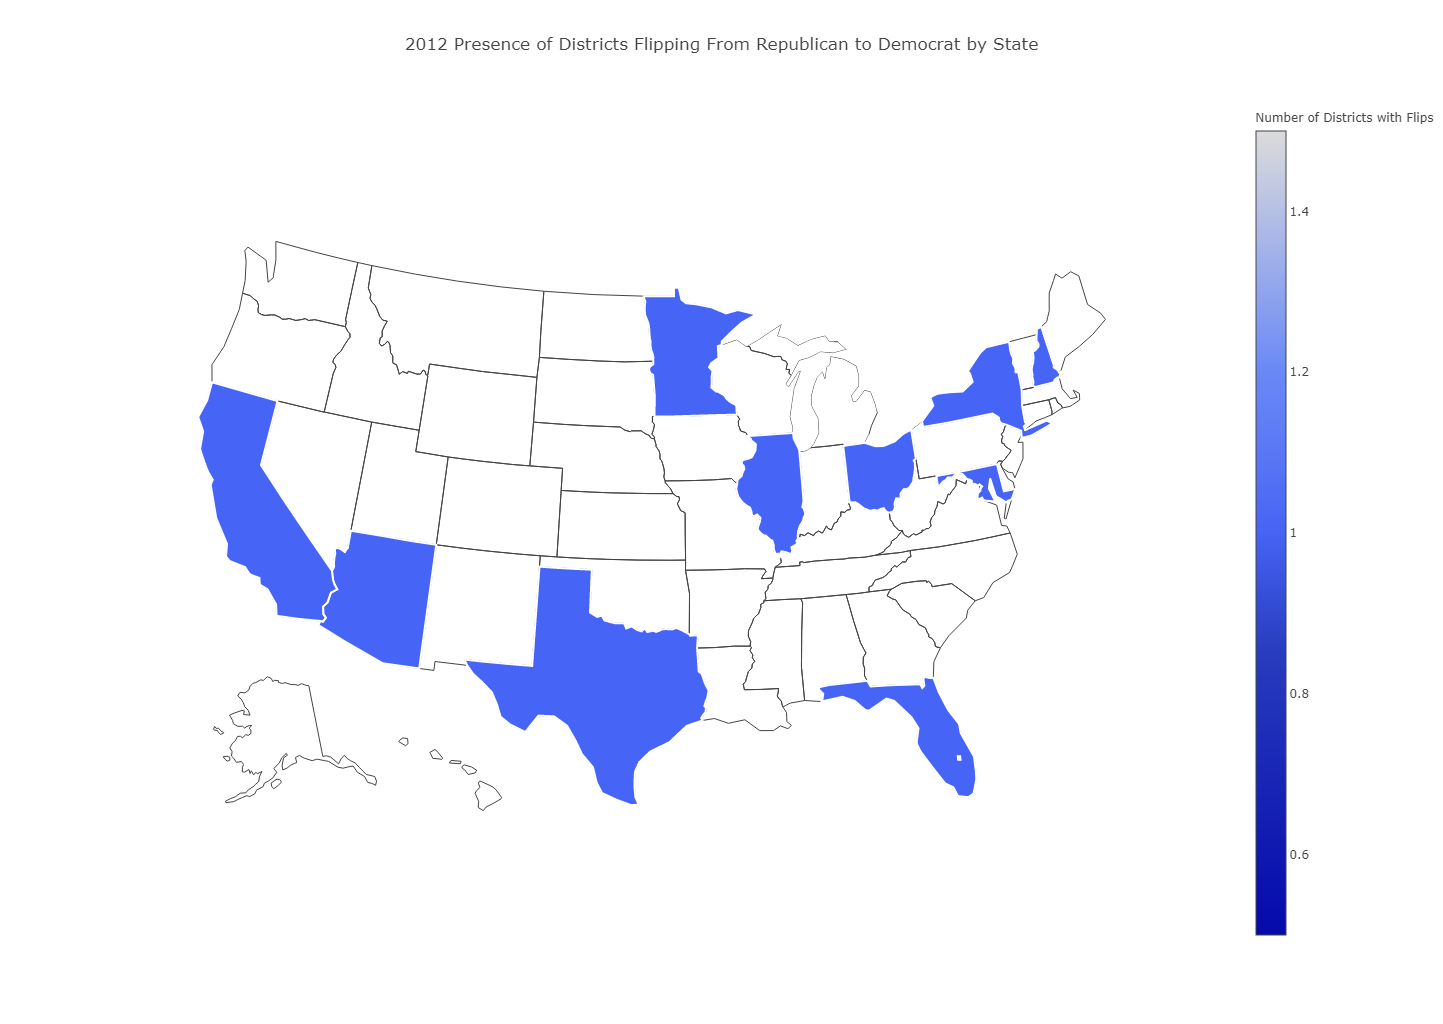 2012 Presence of Districts Flipping From Republican to Democrat by State
Number of Districts with Flips
1.4
1.2
1
0.8
0.6